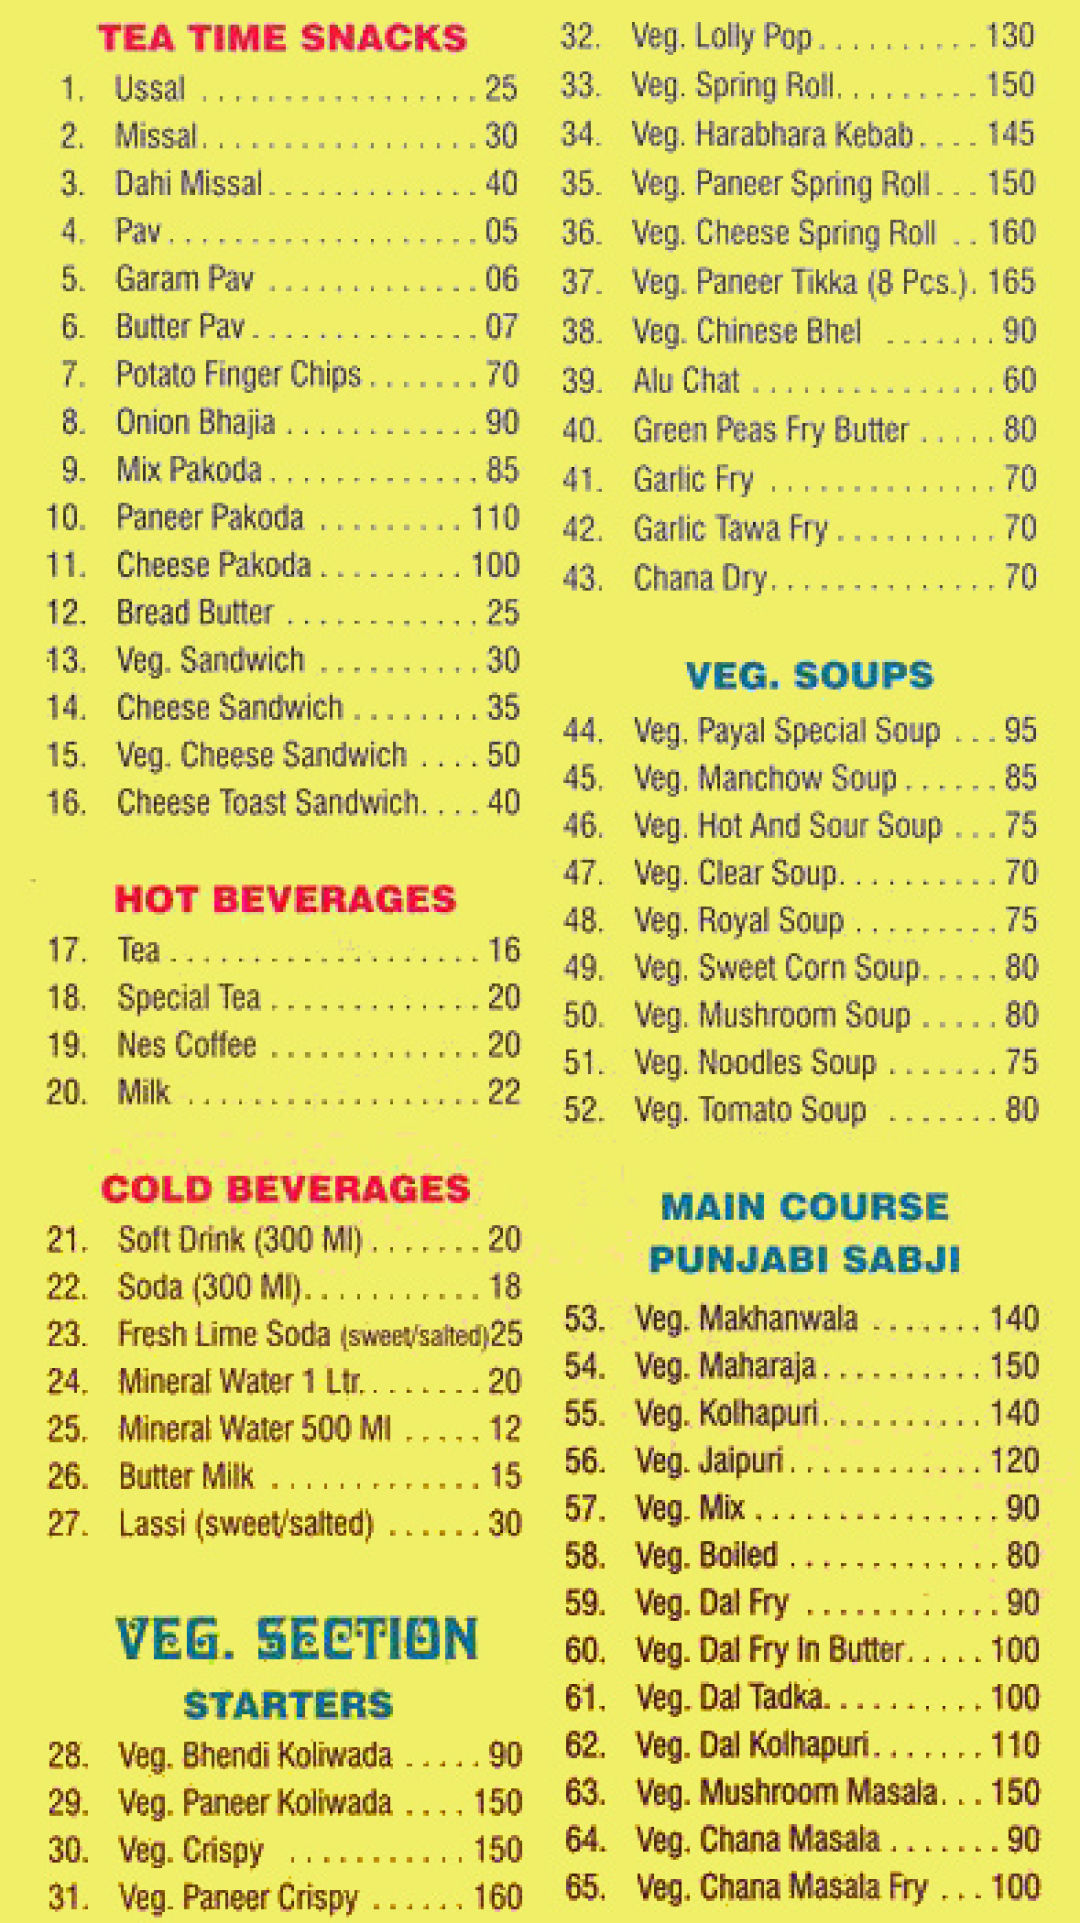 TEA TIME SNACKS
1. Ussal . . . . . . . . . . . . . . . . . 25
2. Missal. . . . . . . . . . . . . . . . . 30
3. Dahi Missal. . . . . . . . . . . . . 40
4. Pav . . . . . . . . . . . . . . . . . . . 05
5. Garam Pav . . . . . . . . . . . . . 06
6. Butter Pav . . . . . . . . . . . . . . 07
7. Potato Finger Chips . . . . . . . 70
8. Onion Bhajia . . . . . . . . . . . . 90
9. Mix Pakoda . . . . . . . . . . . . . 85
10. Paneer Pakoda . . . . . . . . . 110
11. Cheese Pakoda . . . . . . . . . 100
12. Bread Butter . . . . . . . . . . . . 25
13. Veg. Sandwich . . . . . . . . . . 30
14. Cheese Sandwich . . . . . . . . 35
15. Veg. Cheese Sandwich . . . . 50
16. Cheese Toast Sandwich. . . . 40
HOT BEVERAGES
17. Tea . . . . . . . . . . . . . . . . . . . 16
18. Special Tea . . . . . . . . . . . . . 20
19. Nes Coffee . . . . . . . . . . . . . 20
20. Milk . . . . . . . . . . . . . . . . . . 22
COLD BEVERAGES
21. Soft Drink (300 Ml) . . . . . . . 20
22. Soda (300 Ml). . . . . . . . . . . 18
23. Fresh Lime Soda (sweet/salted)25
24. Mineral Water 1 Ltr. . . . . . . . 20
25. Mineral Water 500 Ml . . . . . 12
26. Butter Milk . . . . . . . . . . . . . 15
27. Lassi (sweet/salted) . . . . . . 30
VEG. SECTION
STARTERS
28. Veg. Bhendi Koliwada . . . . . 90
29. Veg. Paneer Koliwada . . . . 150
30. Veg. Crispy . . . . . . . . . . . 150
31. Veg. Paneer Crispy . . . . . . 160
32. Veg. Lolly Pop . . . . . . . . . . 130
33. Veg. Spring Roll. . . . . . . . . 150
34. Veg. Harabhara Kebab . . . . 145
35. Veg. Paneer Spring Roll . . . 150
36. Veg. Cheese Spring Roll . . 160
37. Veg. Paneer Tikka (8 Pcs.). 165
38. Veg. Chinese Bhel . . . . . . . 90
39. Alu Chat . . . . . . . . . . . . . . . 60
40. Green Peas Fry Butter . . . . . 80
41. Garlic Fry . . . . . . . . . . . . . . 70
42. Garlic Tawa Fry . . . . . . . . . . 70
43. Chana Dry. . . . . . . . . . . . . . 70
VEG. SOUPS
44. Veg. Payal Special Soup . . . 95
45. Veg. Manchow Soup . . . . . . 85
46. Veg. Hot And Sour Soup . . . 75
47. Veg. Clear Soup. . . . . . . . . . 70
48. Veg. Royal Soup . . . . . . . . . 75
49. Veg. Sweet Corn Soup. . . . . 80
50. Veg. Mushroom Soup . . . . . 80
51. Veg. Noodles Soup . . . . . . . 75
52. Veg. Tomato Soup . . . . . . . 80
MAIN COURSE
PUNJABI SABJI
53. Veg. Makhanwala . . . . . . . 140
54. Veg. Maharaja . . . . . . . . . . 150
55. Veg. Kolhapuri. . . . . . . . . . 140
56. Veg. Jaipuri . . . . . . . . . . . . 120
57. Veg. Mix . . . . . . . . . . . . . . . 90
58. Veg. Boiled . . . . . . . . . . . . . 80
59. Veg. Dal Fry . . . . . . . . . . . . 90
60. Veg. Dal Fry In Butter. . . . . 100
61. Veg. Dal Tadka. . . . . . . . . . 100
62. Veg. Dal Kolhapuri. . . . . . . 110
63. Veg. Mushroom Masala. . . 150
64. Veg. Chana Masala . . . . . . . 90
65. Veg. Chana Masala Fry . . . 100